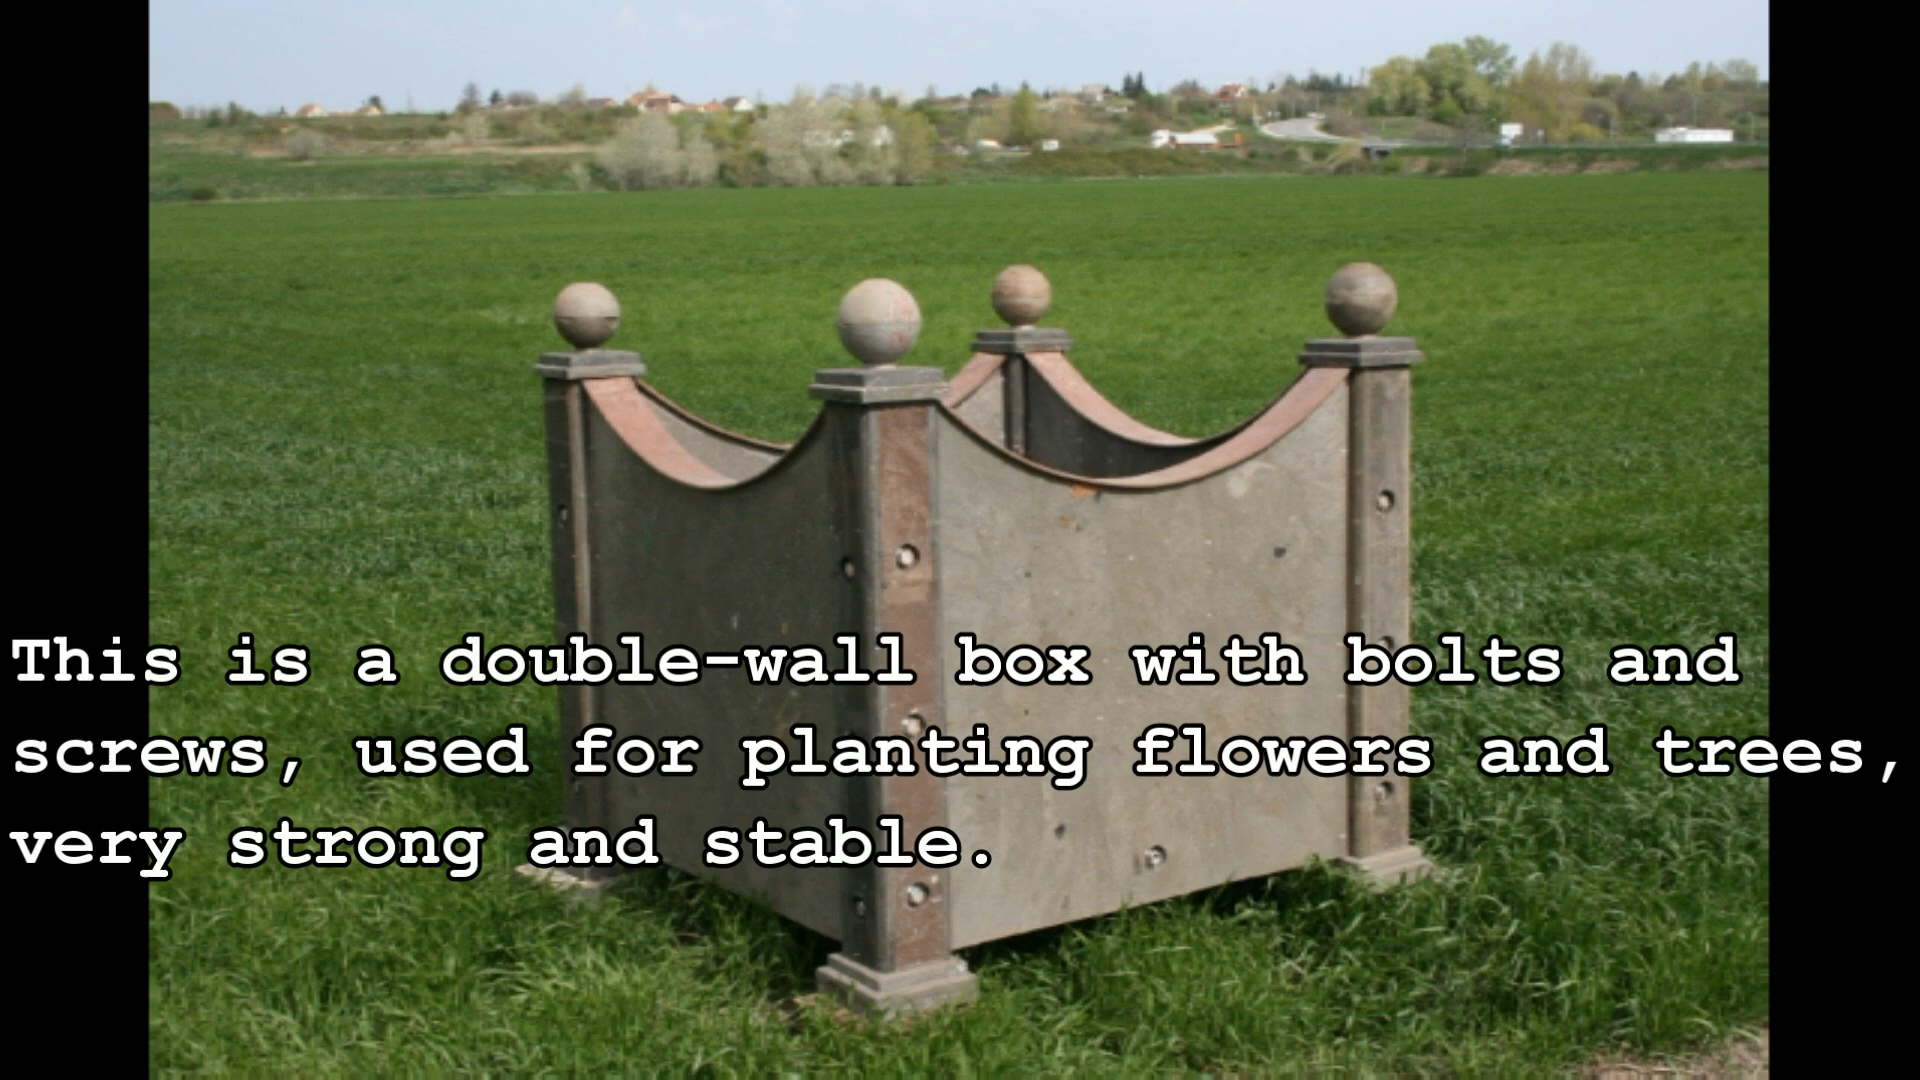 This is a double-wall box with bolts and
screws, used for planting flowers and trees,
very strong and stable.